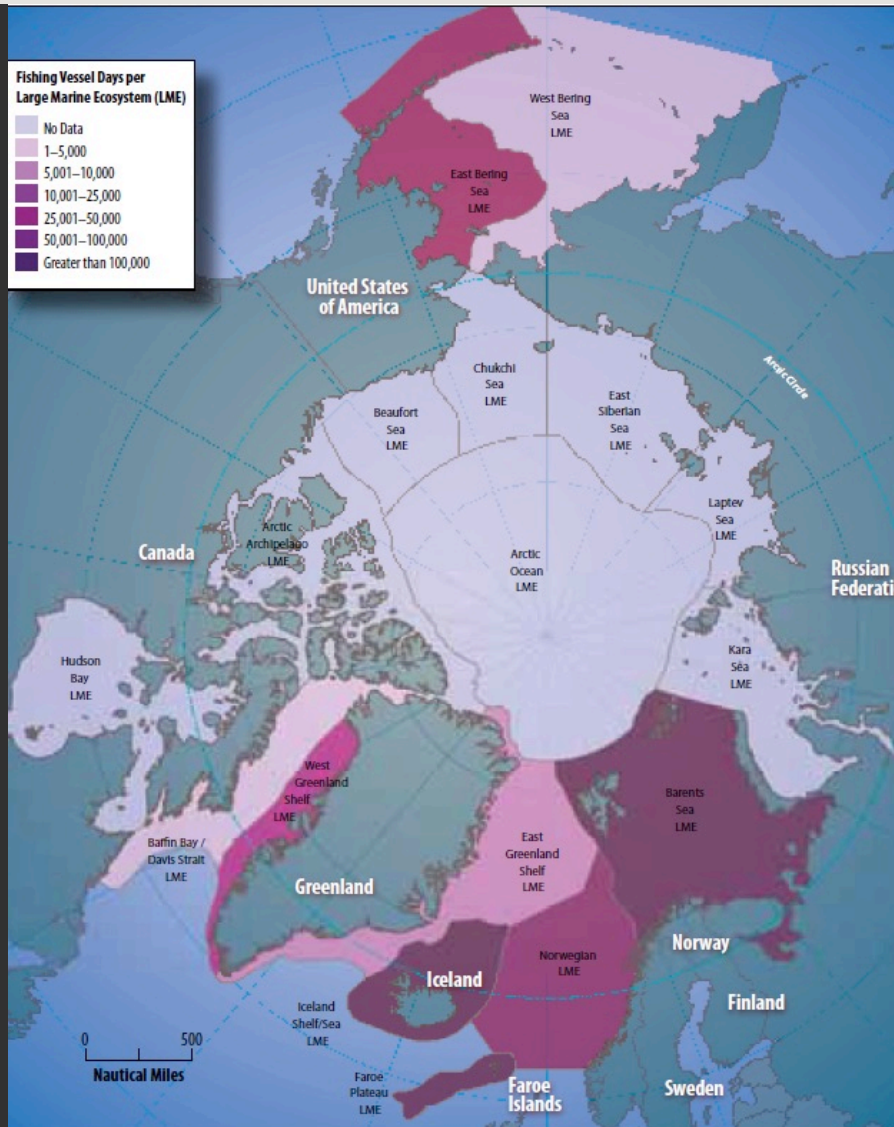 Fishing Vessel Days per
Large Marine Ecosystem (LME)
No Data
1–5,000
5,001–10,000
10,001–25,000
25,001–50,000
50,001–100,000
Greater than 100,000
West Bering
Sea
LME
East Bering
Sea
LME
United States
of America
Chukchi
Sea
LME
Beaufort
Sea
LME
East
Siberian
Sea
LME
Arctic Circle
Laptev
Sea
LME
Canada
Arctic
Archipelago
LME
Arctic
Ocean
LME
Russian
Federati
Hudson
Bay
LME
Kara
Sea
LME
West
Greenland
Shelf
LME
Barents
Sea
LME
Baffin Bay /
Davis Strait
LME
East
Greenland
Shelf
LME
Greenland
Norway
Norwegian
LME
Iceland
Iceland
Shelf/Sea
LME
Finland
0 500
Nautical Miles
Faroe
Plateau
LME
Faroe
Islands
Sweden